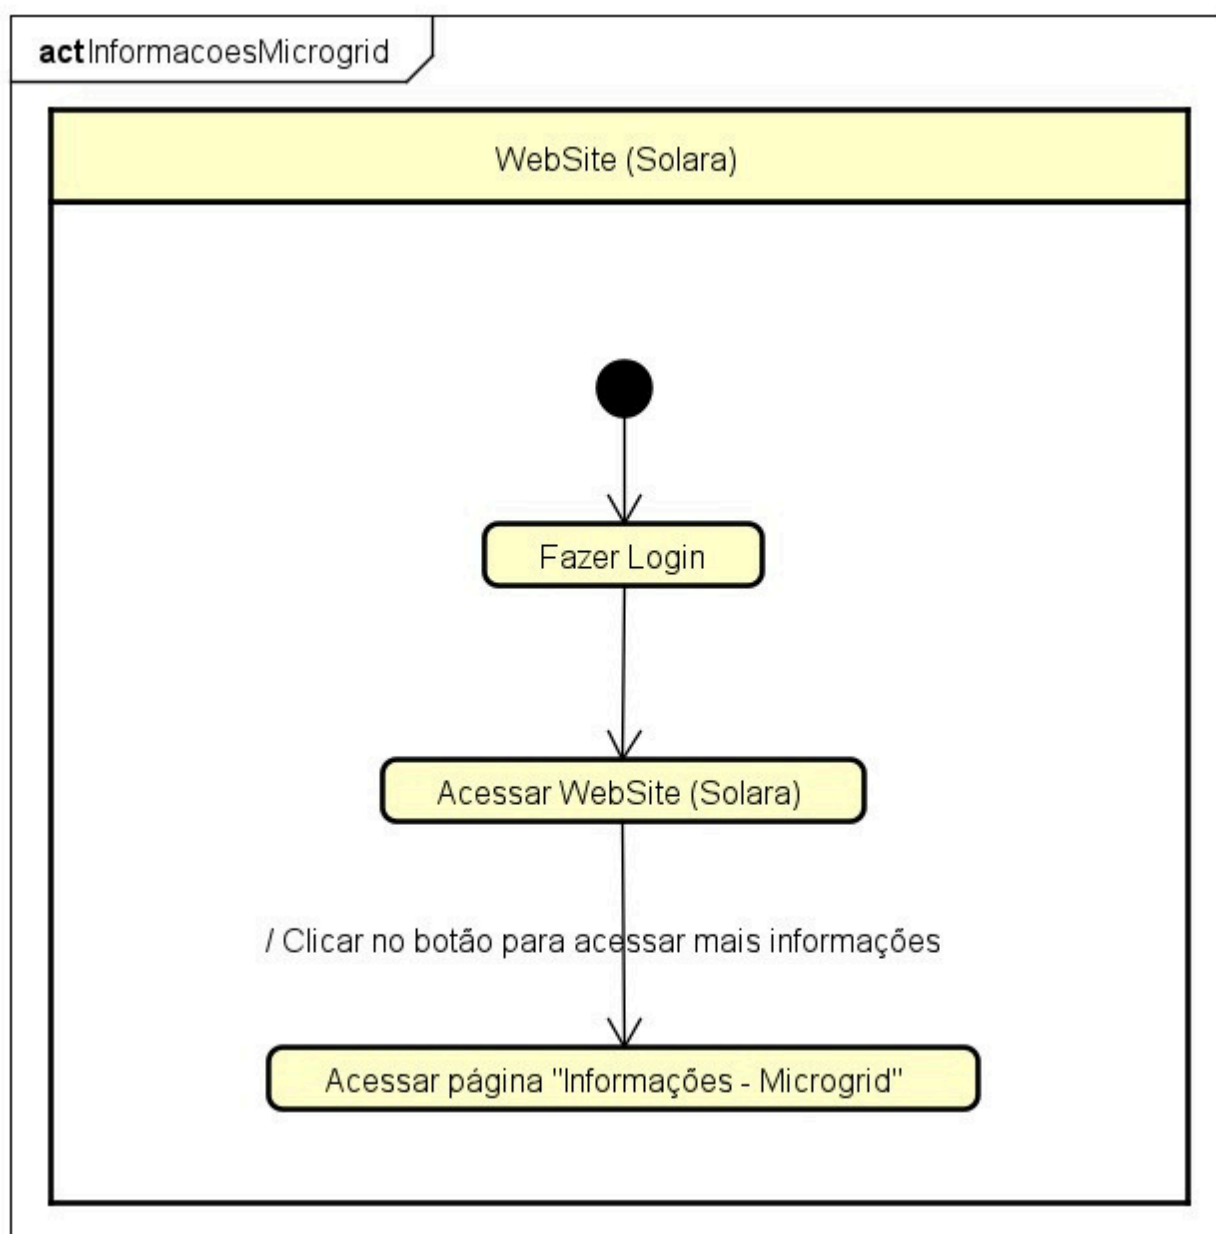 actInformacoesMicrogrid
WebSite (Solara)
Fazer Login
Acessar WebSite (Solara)
/ Clicar no botão para acessar mais informações
Acessar página "Informações - Microgrid"